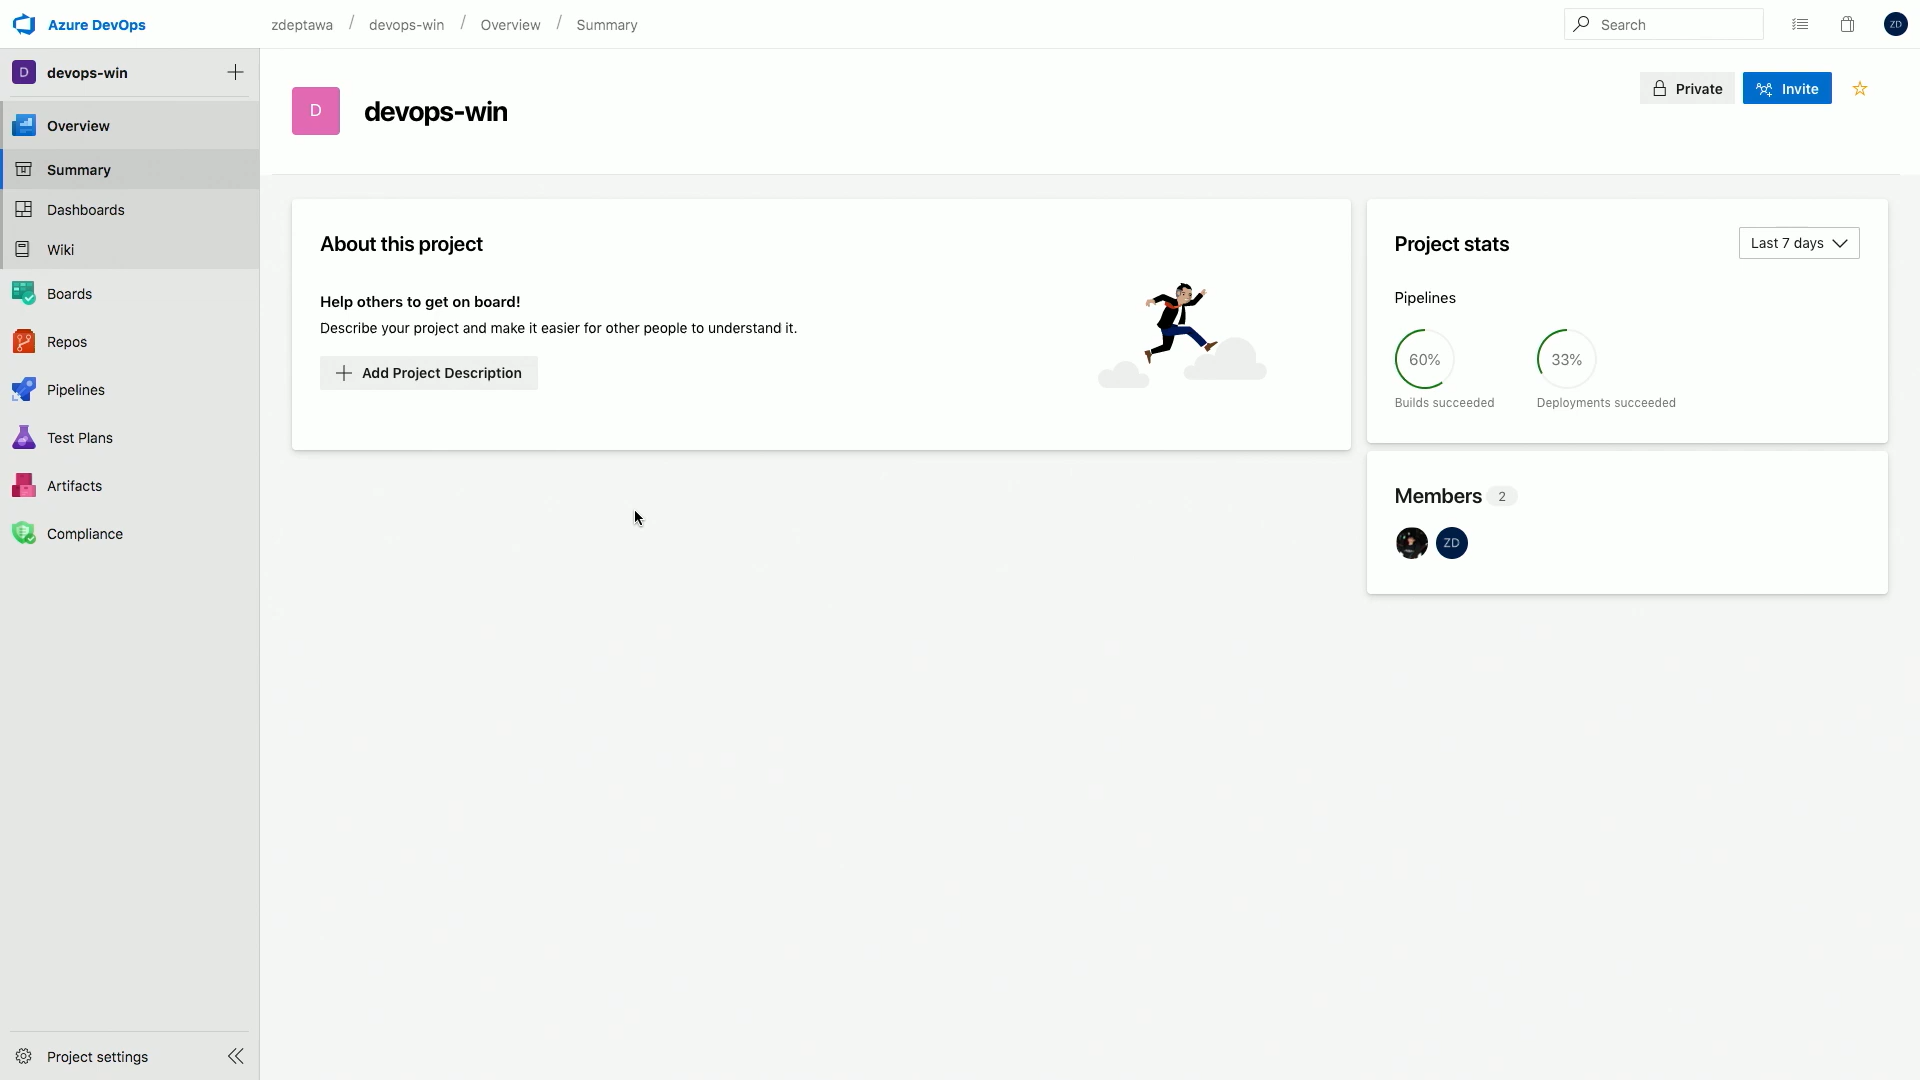 Azure DevOps
zdeptawa / devops-win / Overview / Summary
Search
ZD
D devops-win
Overview
Summary
Dashboards
Wiki
Boards
Repos
Pipelines
Test Plans
Artifacts
Compliance
Project settings
D
devops-win
Private
Invite
About this project
Help others to get on board!
Describe your project and make it easier for other people to understand it.
Add Project Description
Project stats
Last 7 days
Pipelines
60% 33%
Builds succeeded Deployments succeeded
Members 2
ZD